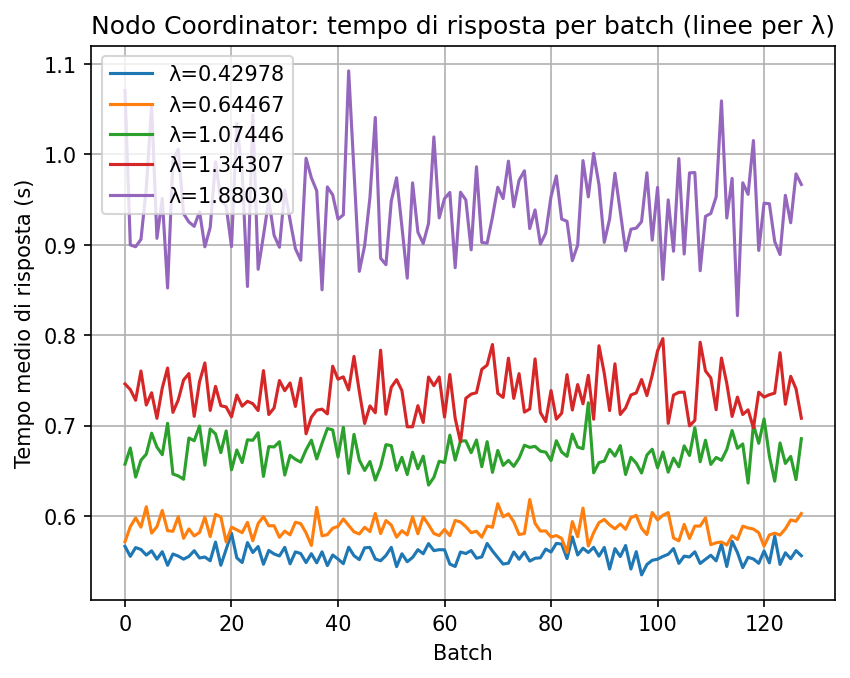 Nodo Coordinator: tempo di risposta per batch (linee per λ)
λ=0.42978
λ=0.64467
λ=1.07446
λ=1.34307
λ=1.88030
Tempo medio di risposta (s)
1.1
1.0
0.9
0.8
0.7
0.6
0 20 40 60 80 100 120
Batch